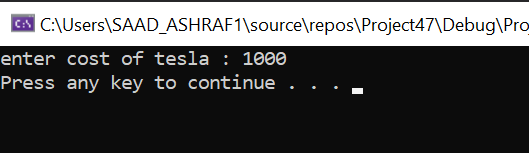 C:\Users\SAAD_ASHRAF1\source\repos\Project47\Debug\Pro
enter cost of tesla : 1000
Press any key to continue . . .